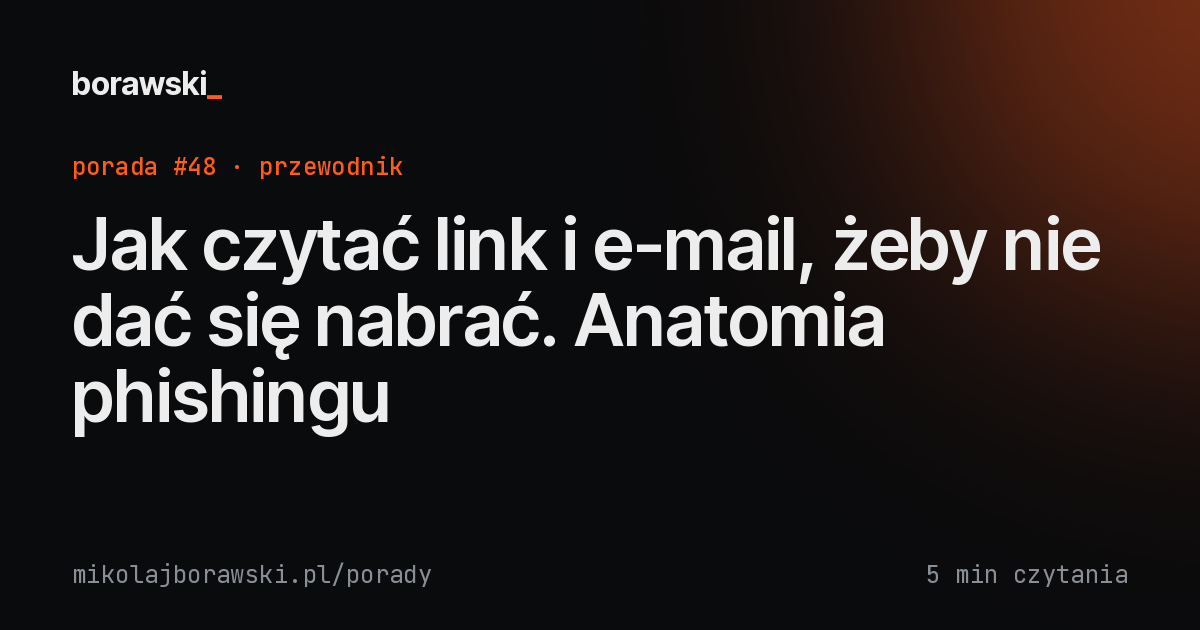 borawski_
porada #48 · przewodnik
Jak czytać link i e-mail, żeby nie
dać się nabrać. Anatomia
phishingu
mikolajborawski.pl/porady
5 min czytania